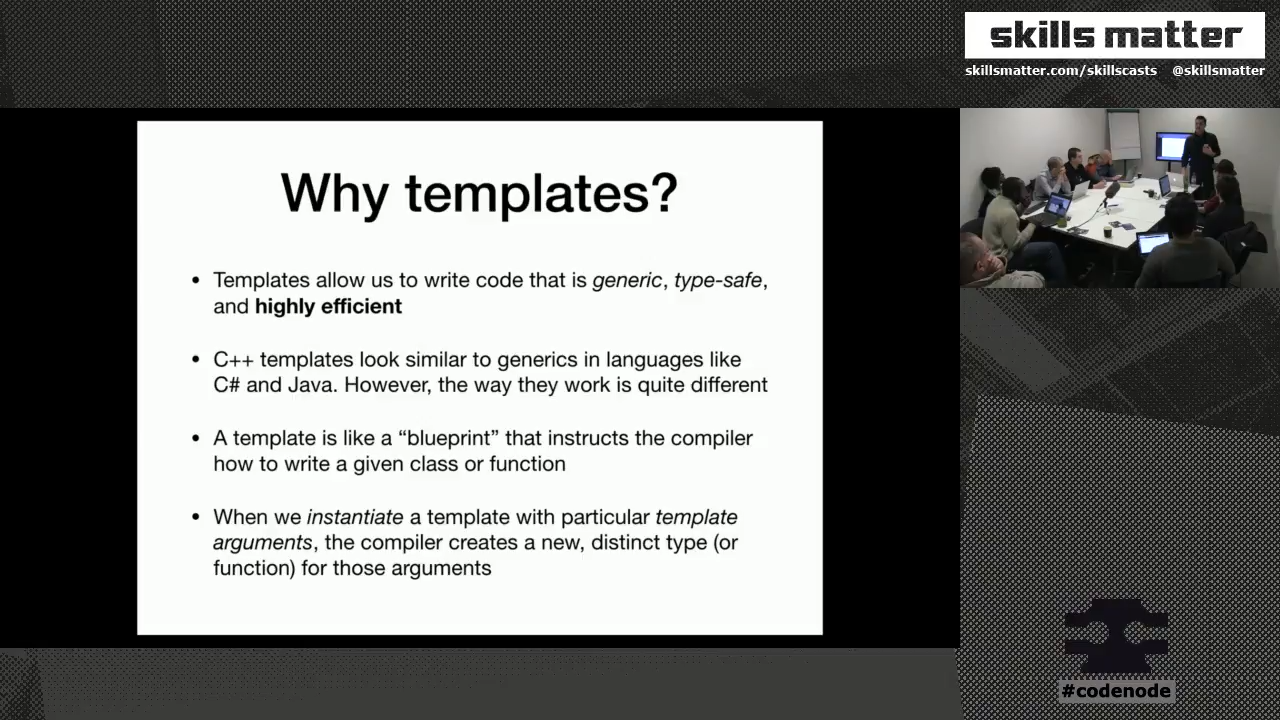 skills matter
skillsmatter.com/skillscasts @skillsmatter
Why templates?
• Templates allow us to write code that is generic, type-safe,
and highly efficient
• C++ templates look similar to generics in languages like
C# and Java. However, the way they work is quite different
• A template is like a “blueprint” that instructs the compiler
how to write a given class or function
• When we instantiate a template with particular template
arguments, the compiler creates a new, distinct type (or
function) for those arguments
#codenode